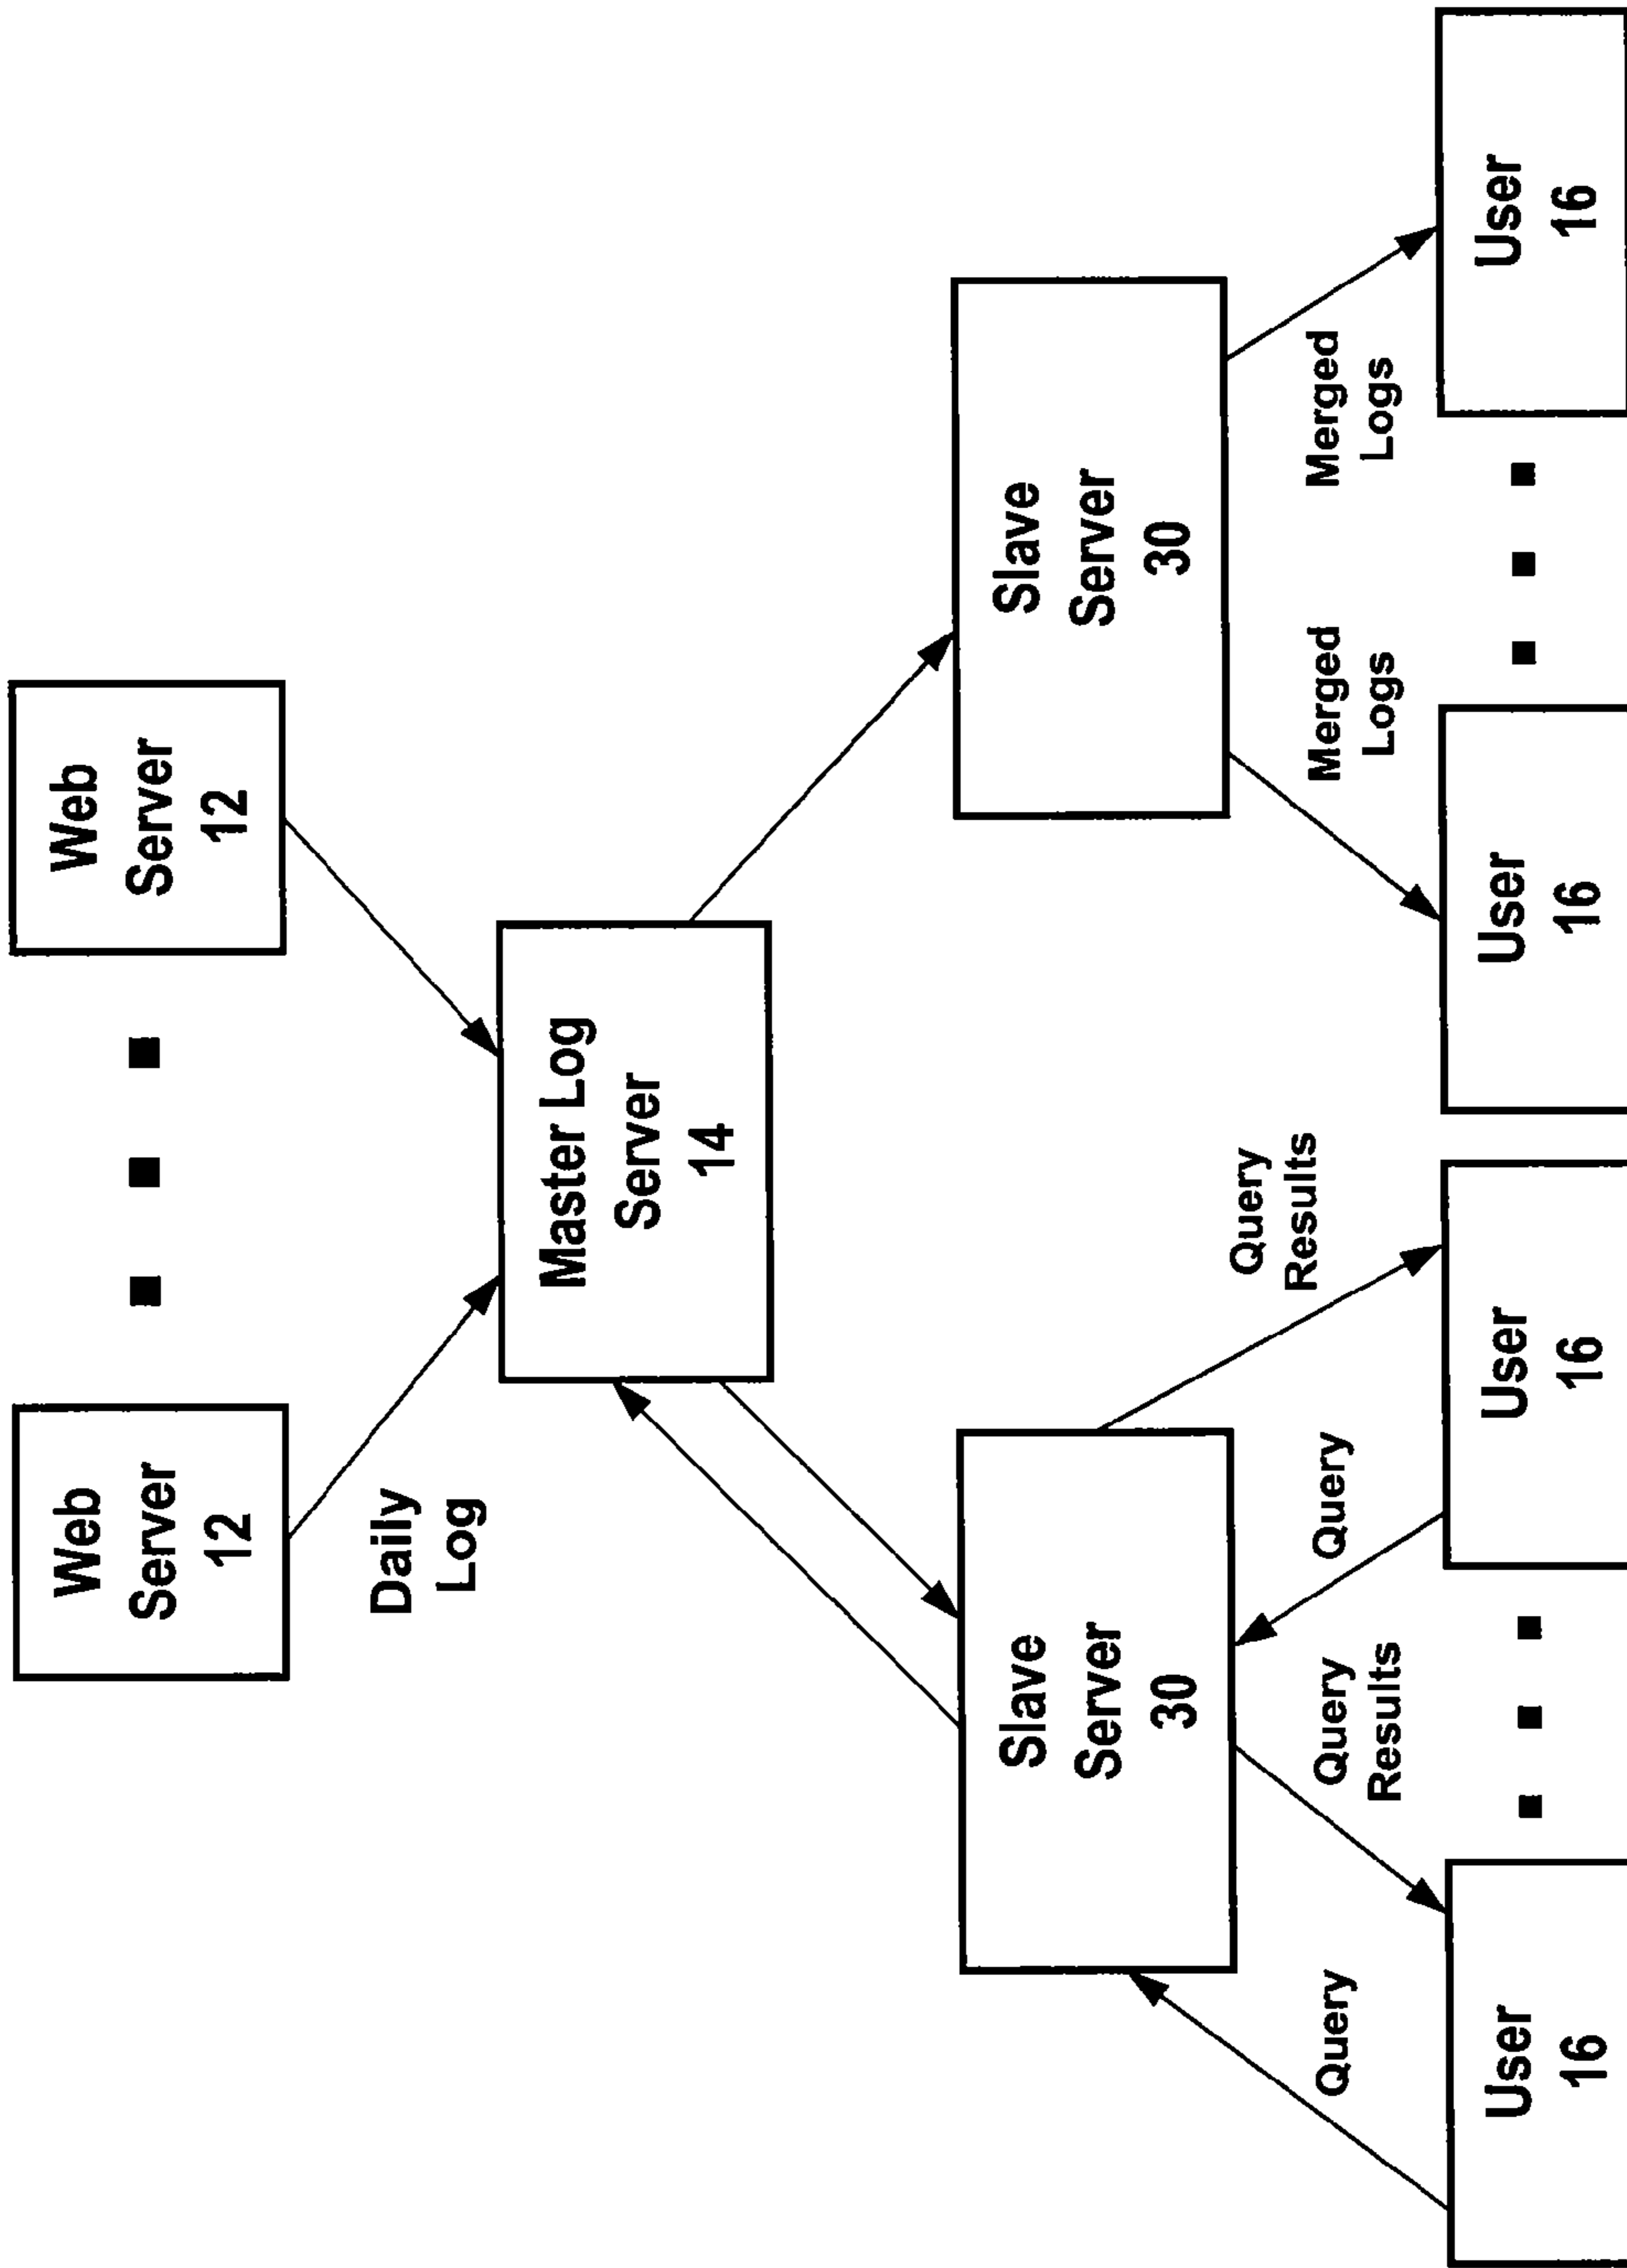 Web
Server
12
Web
Server
12
Daily
Log
Master Log
Server
14
Slave
Server
30
Slave
Server
30
Query
Results
Query
Query
Results
Query
Merged
Logs
Merged
Logs
User
16
User
16
User
16
User
16